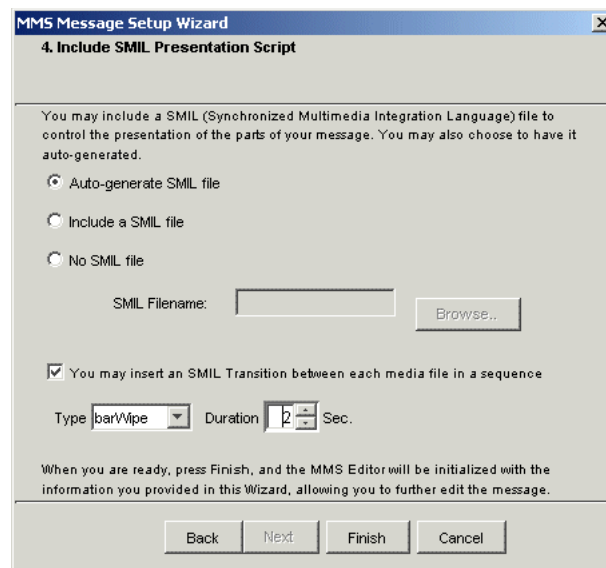 MMS Message Setup Wizard
4. Include SMIL Presentation Script
You may include a SMIL (Synchronized Multimedia Integration Language) file to
control the presentation of the parts of your message. You may also choose to have it
auto-generated.
Auto-generate SMIL file
Include a SMIL file
No SMIL file
SMIL Filename:
Browse..
You may insert an SMIL Transition between each media file in a sequence
Type barWipe Duration 2 Sec.
When you are ready, press Finish, and the MMS Editor will be initialized with the
information you provided in this Wizard, allowing you to further edit the message.
Back Next Finish Cancel